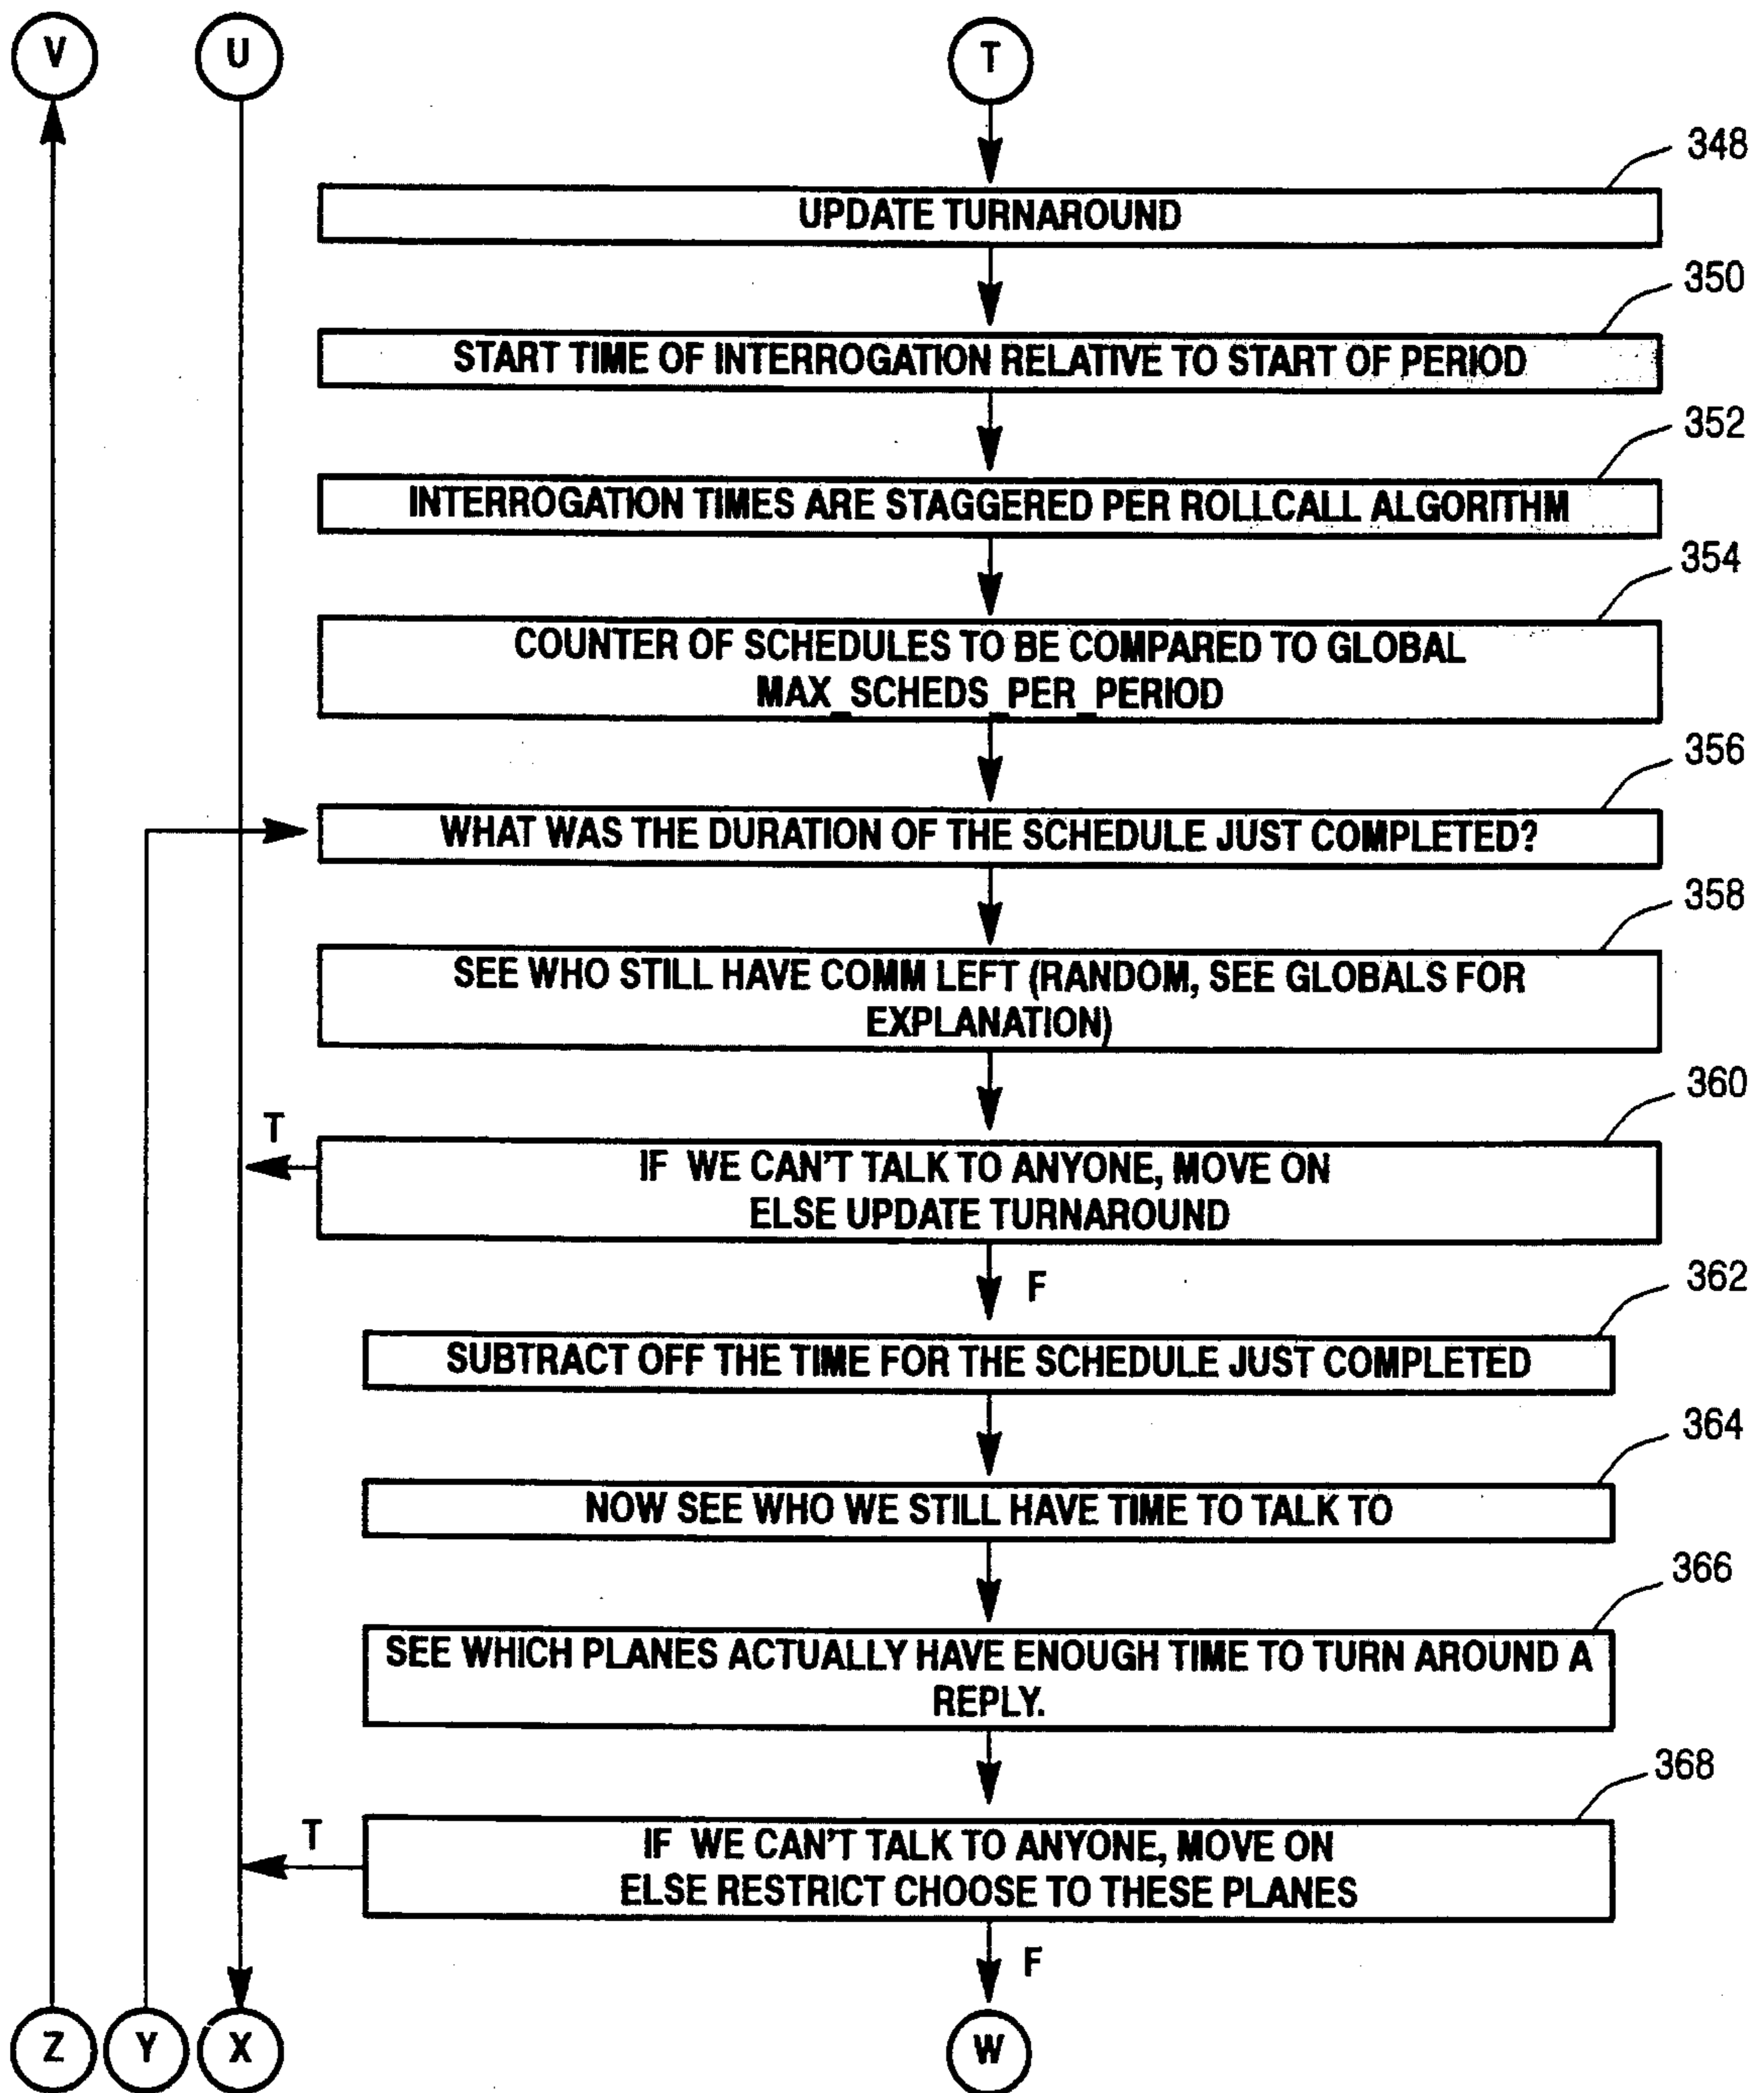 V
U
T
348
UPDATE TURNAROUND
350
START TIME OF INTERROGATION RELATIVE TO START OF PERIOD
352
INTERROGATION TIMES ARE STAGGERED PER ROLLCALL ALGORITHM
354
COUNTER OF SCHEDULES TO BE COMPARED TO GLOBAL
MAX_SCHEDS_PER_PERIOD
356
WHAT WAS THE DURATION OF THE SCHEDULE JUST COMPLETED?
358
SEE WHO STILL HAVE COMM LEFT (RANDOM, SEE GLOBALS FOR
EXPLANATION)
360
T
IF WE CAN'T TALK TO ANYONE, MOVE ON
ELSE UPDATE TURNAROUND
F
362
SUBTRACT OFF THE TIME FOR THE SCHEDULE JUST COMPLETED
364
NOW SEE WHO WE STILL HAVE TIME TO TALK TO
366
SEE WHICH PLANES ACTUALLY HAVE ENOUGH TIME TO TURN AROUND A
REPLY.
368
T
IF WE CAN'T TALK TO ANYONE, MOVE ON
ELSE RESTRICT CHOOSE TO THESE PLANES
F
Z
Y
X
W